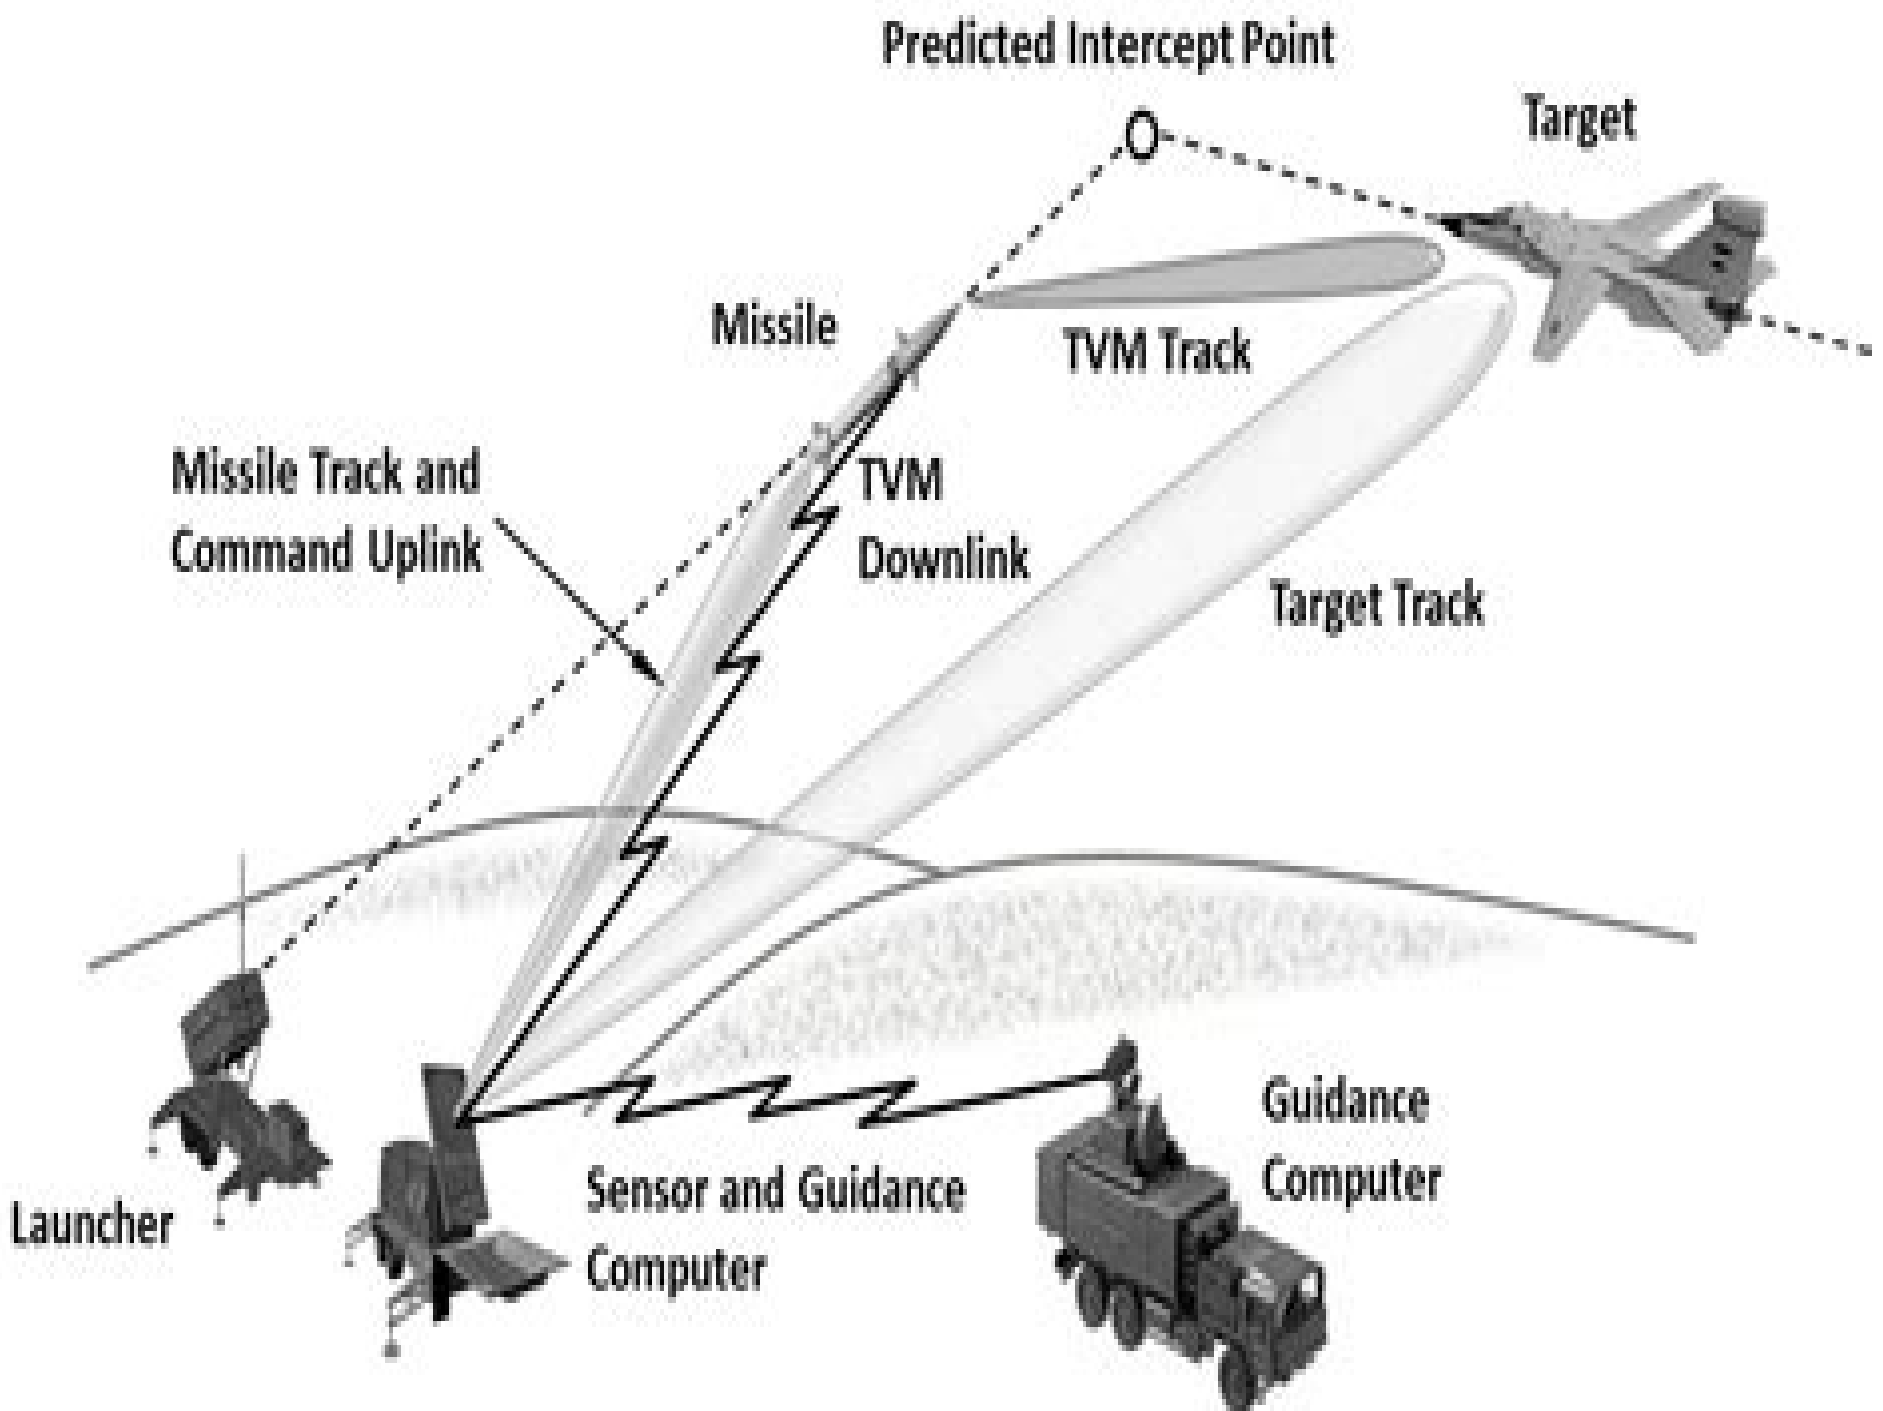 Predicted Intercept Point
Target
Missile
TVM Track
Missile Track and
Command Uplink
TVM
Downlink
Target Track
Guidance
Computer
Sensor and Guidance
Computer
Launcher